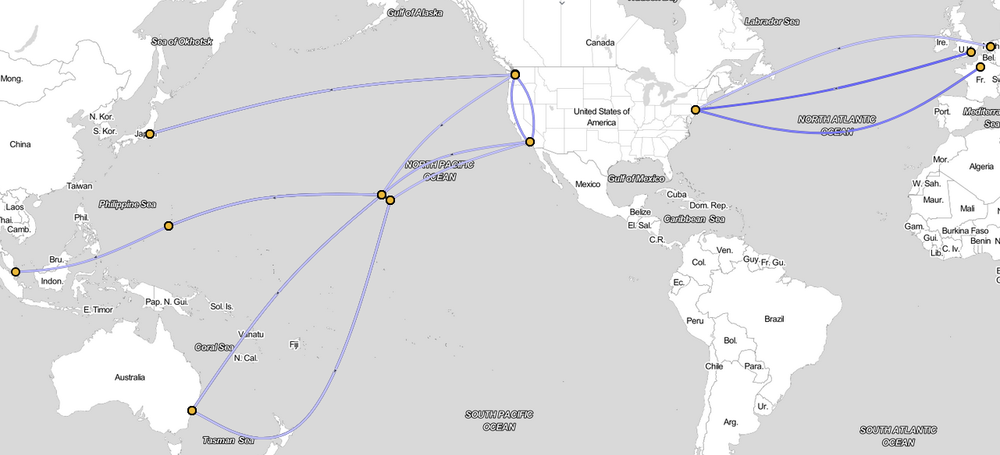 Gulf of Alaska
Hudson Bay
Labrador Sea
Sea of Okhotsk
Canada
Ire.
U.K.
Neth.
Bel.
Mong.
Fr.
N. Kor.
S. Kor.
Japan
United States of
America
Port.
NORTH ATLANTIC
OCEAN
China
Mor.
Algeria
NORTH PACIFIC
OCEAN
Taiwan
Mexico
Gulf of Mexico
W. Sah.
Cuba
Maur.
Philippine Sea
Laos
Belize
Dom. Rep.
Mali
Phil.
Camb.
El. Sal.
Caribbean Sea
Gam.
Burkina Faso
Gui.
Benin
C.R.
C. Iv.
Lib.
Ven.
Bru.
Guy.
Fr. Gu.
Col.
Indon.
Ec.
Pap. N. Gui.
Sol. Is.
E. Timor
Peru
Brazil
Vanatu
Coral Sea
Fiji
Bol.
N. Cal.
Chile
Para.
Australia
Ur.
SOUTH PACIFIC
OCEAN
Arg.
SOUTH ATLANTIC
OCEAN
Tasman Sea